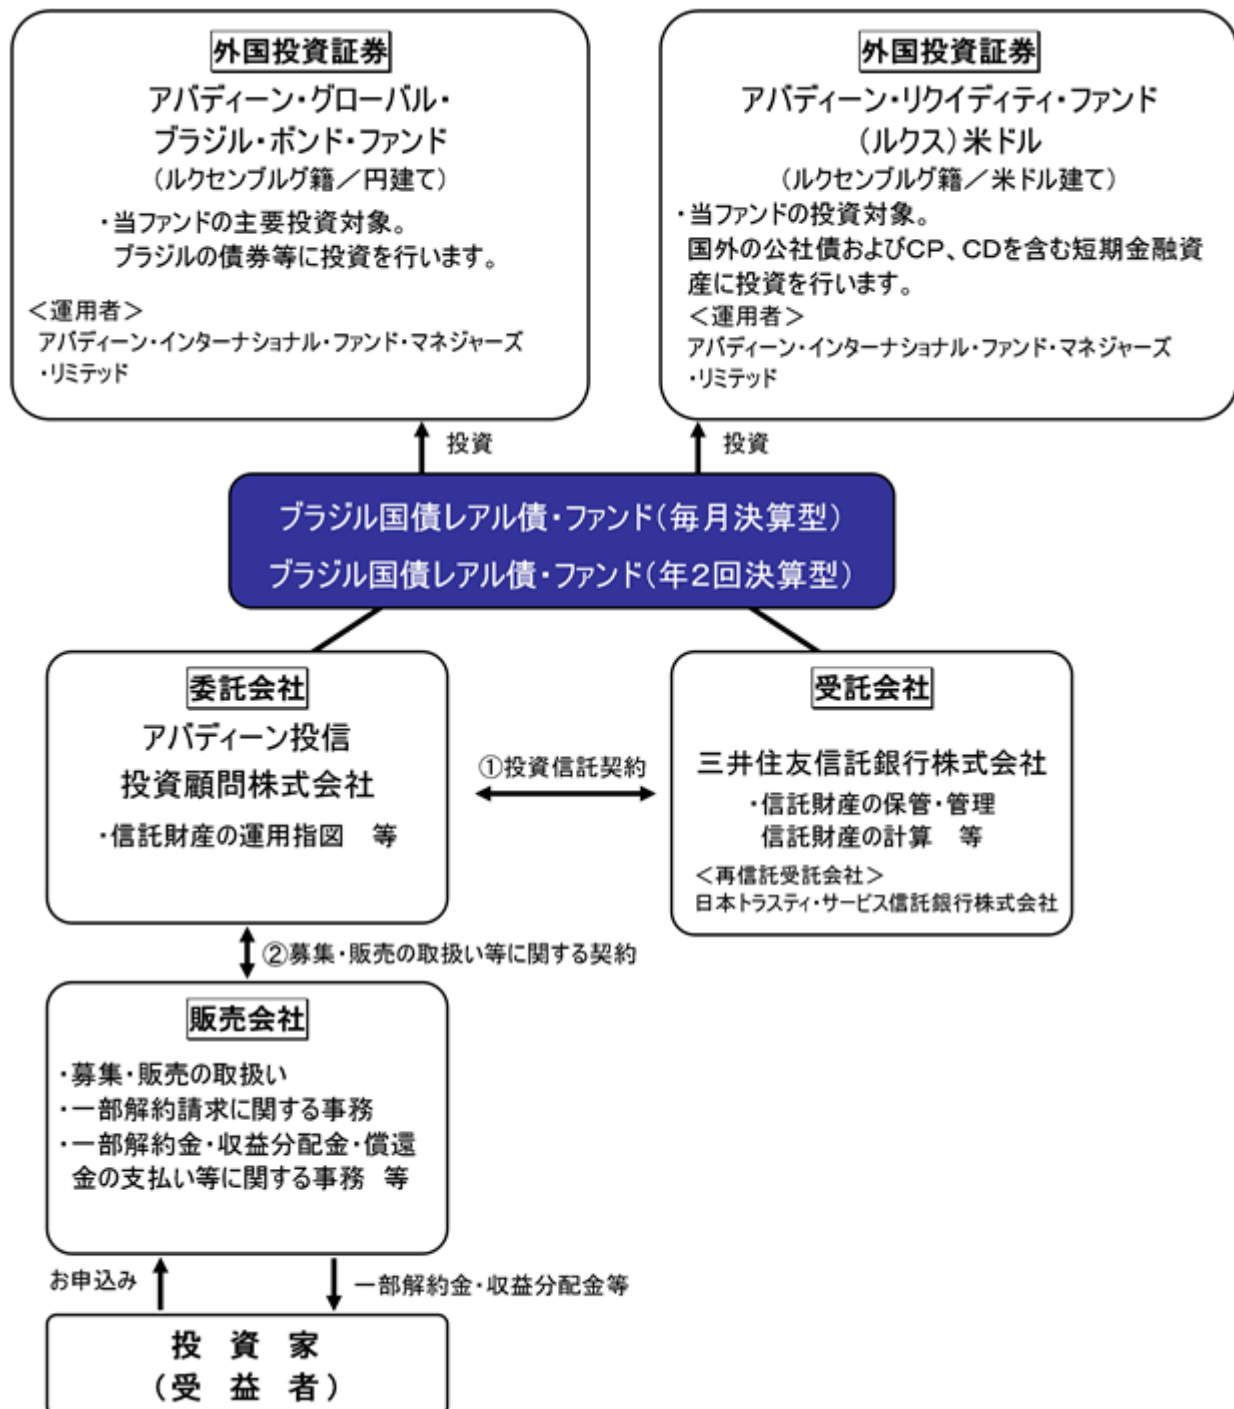 外国投資証券
アバディーン・グローバル・
ブラジル・ボンド・ファンド
（ルクセンブルグ籍／円建て）
・当ファンドの主要投資対象。
ブラジルの債券等に投資を行います。
＜運用者＞
アバディーン・インターナショナル・ファンド・マネジャーズ
・リミテッド
外国投資証券
アバディーン・リクイディティ・ファンド
（ルクス）米ドル
（ルクセンブルグ籍／米ドル建て）
・当ファンドの投資対象。
国外の公社債およびCP、CDを含む短期金融資
産に投資を行います。
＜運用者＞
アバディーン・インターナショナル・ファンド・マネジャーズ
・リミテッド
投資
投資
ブラジル国債レアル債・ファンド（毎月決算型）
ブラジル国債レアル債・ファンド（年２回決算型）
委託会社
アバディーン投信
投資顧問株式会社
・信託財産の運用指図　等
①投資信託契約
受託会社
三井住友信託銀行株式会社
・信託財産の保管・管理
信託財産の計算　等
＜再信託受託会社＞
日本トラスティ・サービス信託銀行株式会社
②募集・販売の取扱い等に関する契約
販売会社
・募集・販売の取扱い
・一部解約請求に関する事務
・一部解約金・収益分配金・償還
金の支払い等に関する事務　等
お申込み
一部解約金・収益分配金等
投　資　家
（受　益　者）